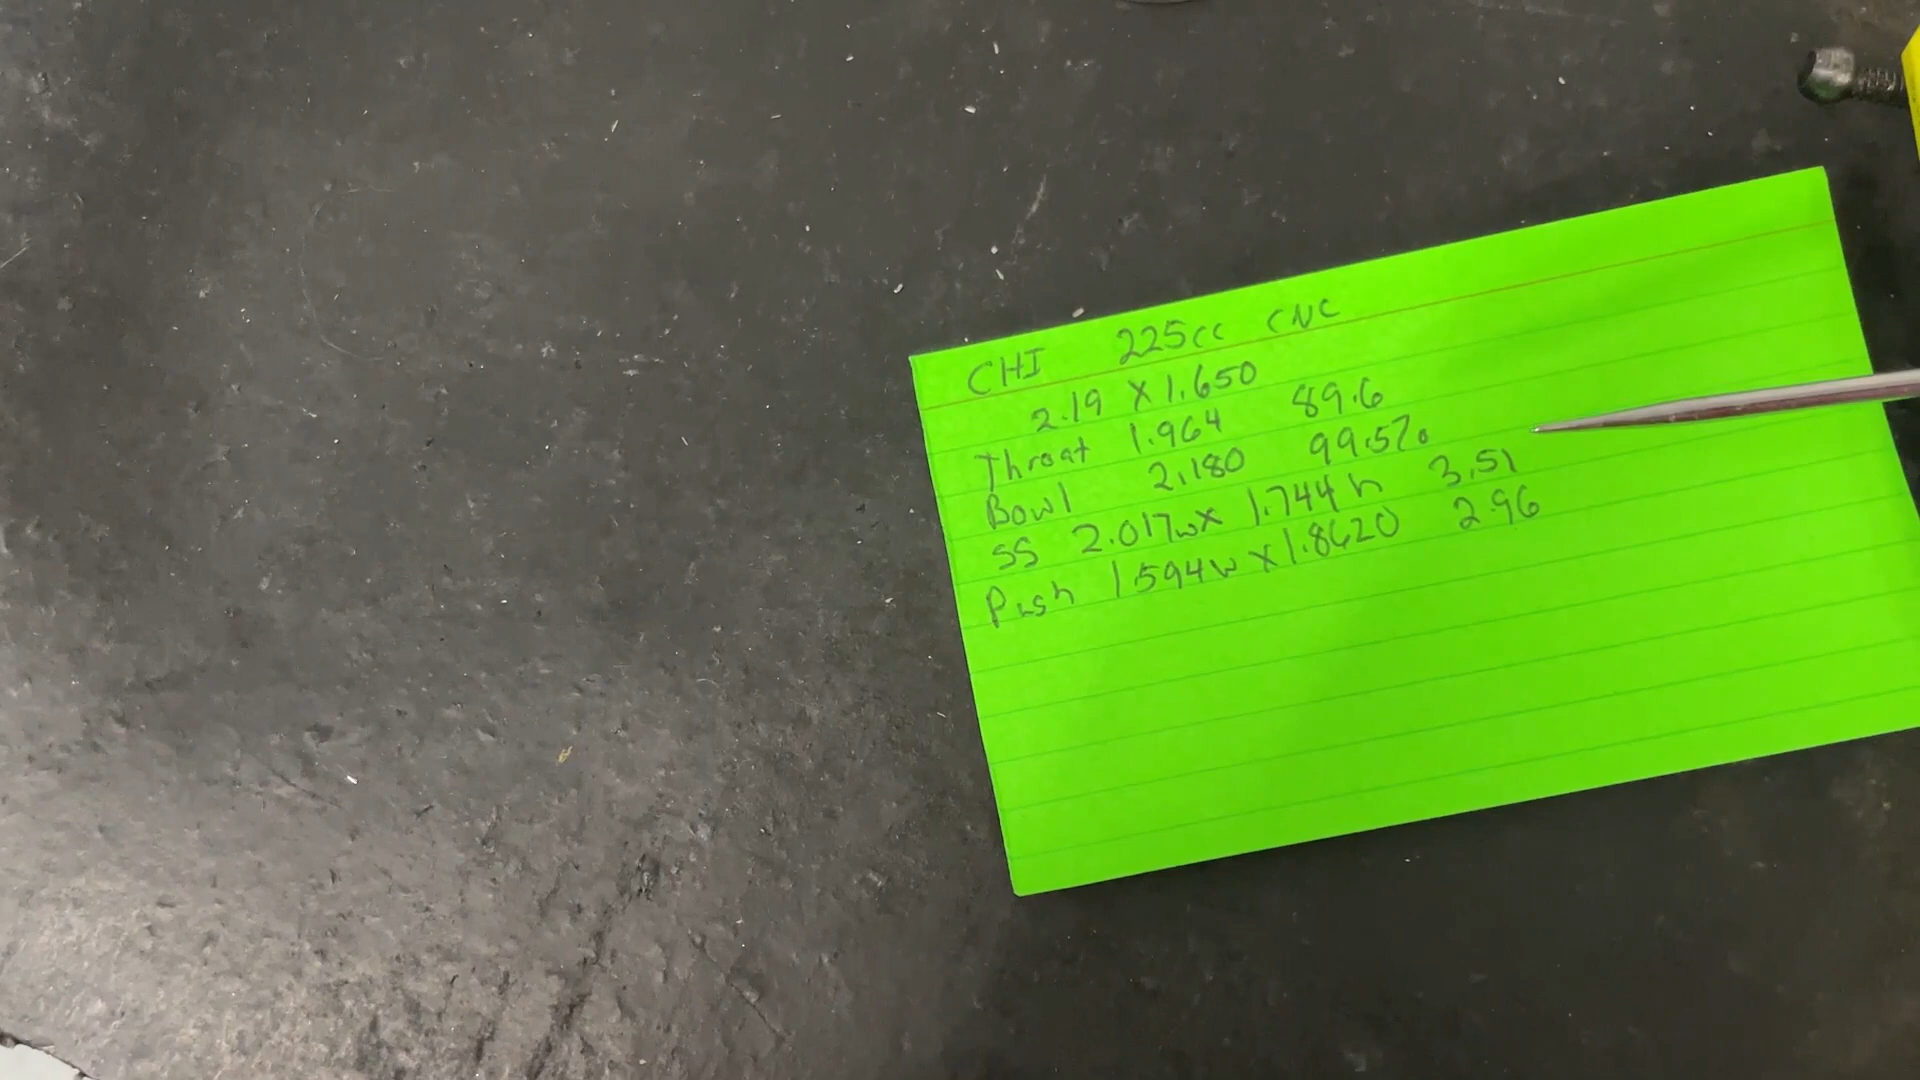 CHI 225cc CNC
2.19 X 1.650
Throat 1.964 89.6
Bowl 2.180 99.5%
SS 2.017w x 1.744h 3.51
Push 1.594w x 1.8620 2.96